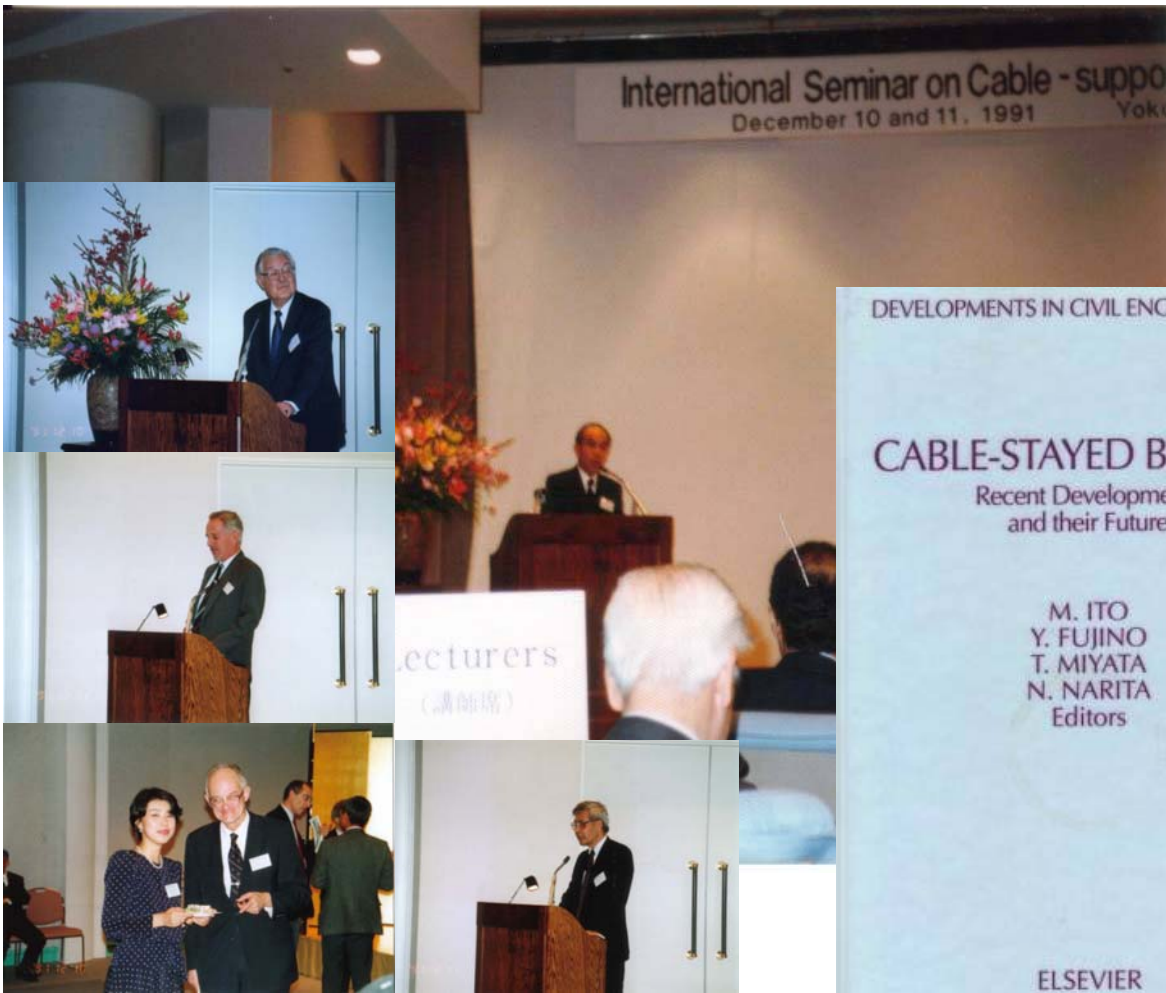 International Seminar on Cable - suppo
December 10 and 11, 1991 Yok
DEVELOPMENTS IN CIVIL ENG
CABLE-STAYED B
Recent Developme
and their Future
M. ITO
Y. FUJINO
T. MIYATA
N. NARITA
Editors
ELSEVIER
ecturers
(講師席)